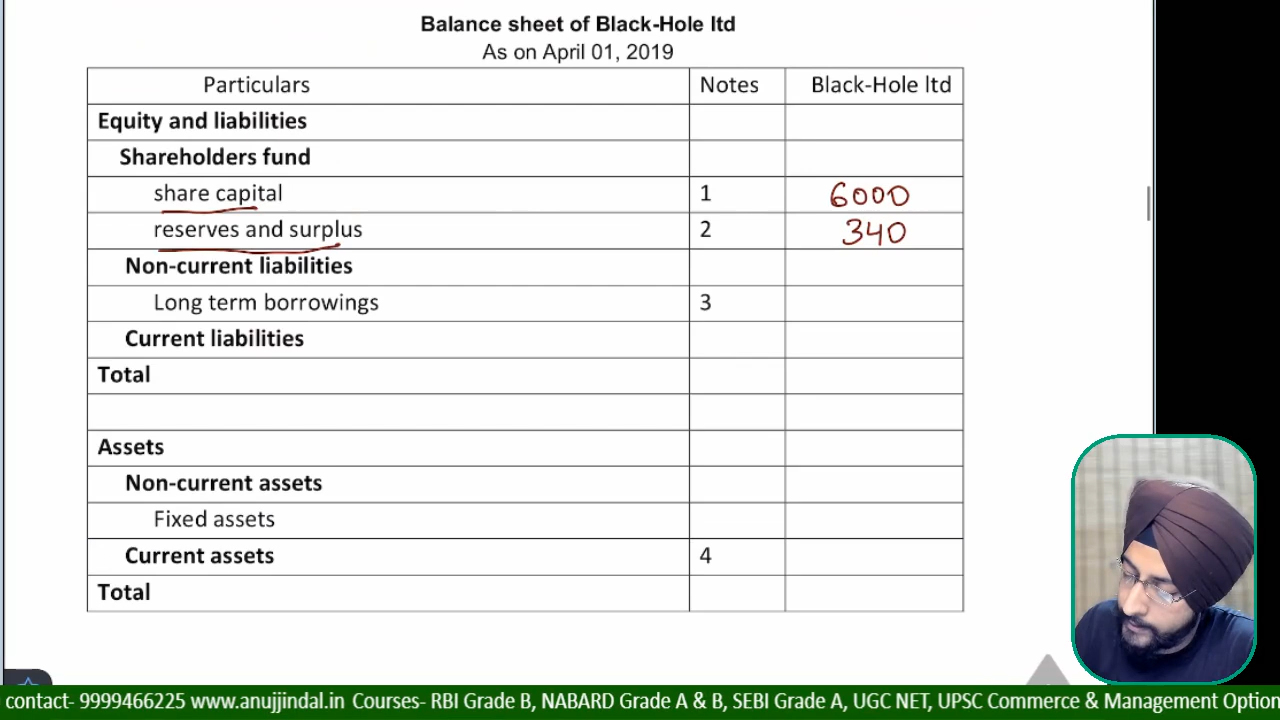 Balance sheet of Black-Hole ltd
As on April 01, 2019
Particulars Notes Black-Hole ltd
Equity and liabilities
Shareholders fund
share capital 1 6000
reserves and surplus 2 340
Non-current liabilities
Long term borrowings 3
Current liabilities
Total
Assets
Non-current assets
Fixed assets
Current assets 4
Total
contact- 9999466225 www.anujjindal.in Courses- RBI Grade B, NABARD Grade A & B, SEBI Grade A, UGC NET, UPSC Commerce & Management Option